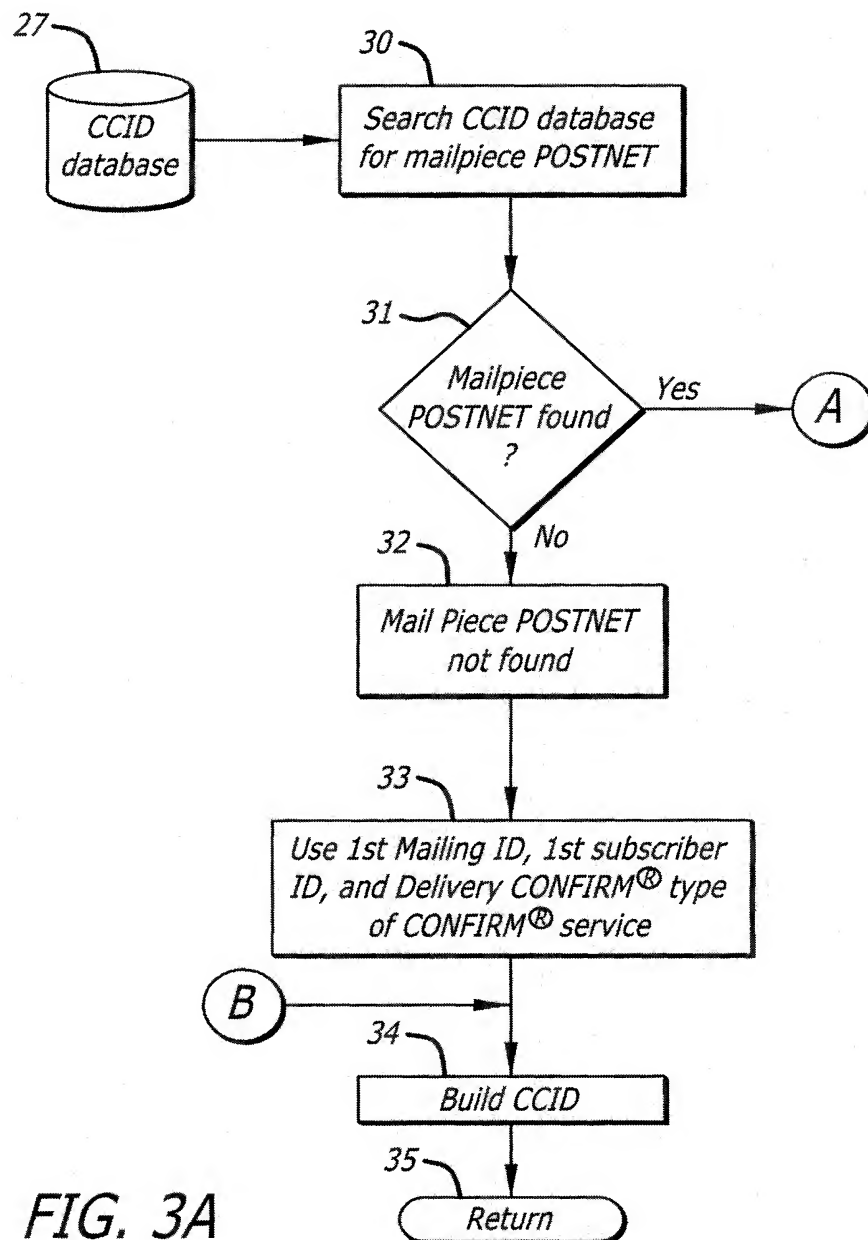 27
CCID
database
30
Search CCID database
for mailpiece POSTNET
31
Mailpiece
POSTNET found
?
Yes
A
No
32
Mail Piece POSTNET
not found
33
Use 1st Mailing ID, 1st subscriber
ID, and Delivery CONFIRM® type
of CONFIRM® service
B
34
Build CCID
35
Return
FIG. 3A